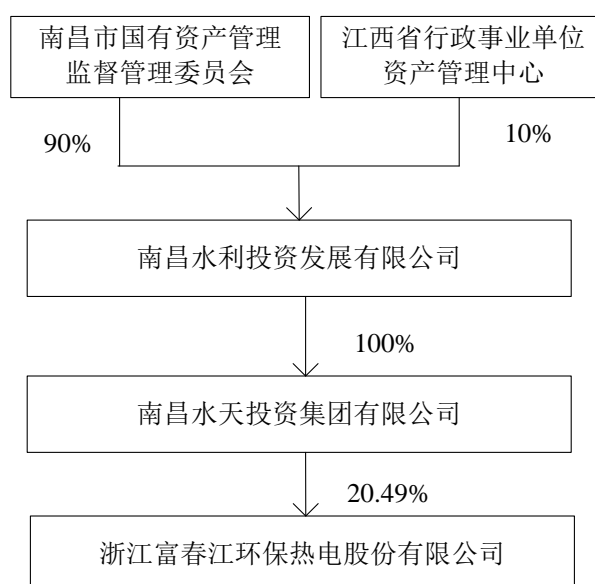 南昌市国有资产管理
监督管理委员会
江西省行政事业单位
资产管理中心
90%
10%
南昌水利投资发展有限公司
100%
南昌水天投资集团有限公司
20.49%
浙江富春江环保热电股份有限公司